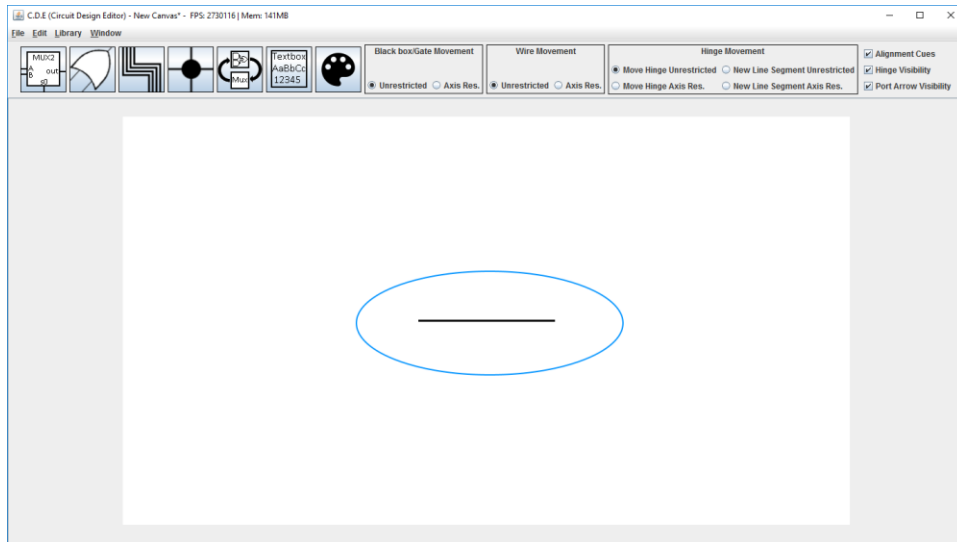 C.D.E (Circuit Design Editor) - New Canvas* - FPS: 2730116 | Mem: 141MB
File Edit Library Window
MUX2
A
B
out
s0
Mux
Textbox
AaBbCc
12345
Black box/Gate Movement
Unrestricted Axis Res.
Wire Movement
Unrestricted Axis Res.
Hinge Movement
Move Hinge Unrestricted New Line Segment Unrestricted
Move Hinge Axis Res. New Line Segment Axis Res.
Alignment Cues
Hinge Visibility
Port Arrow Visibility